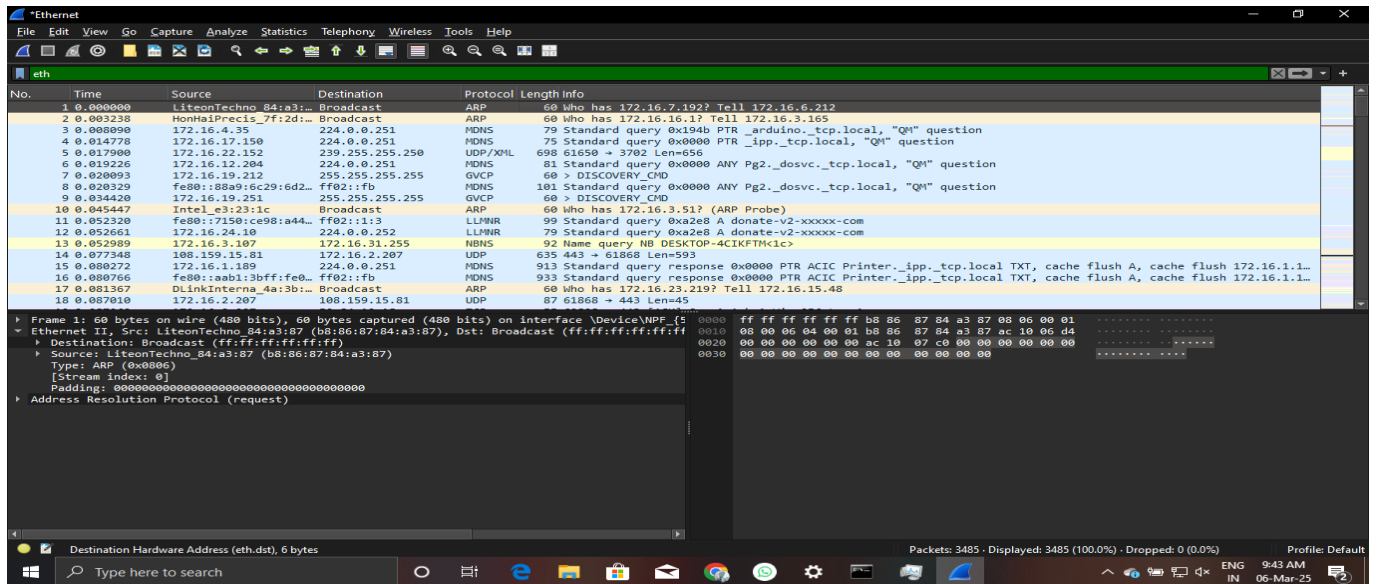 *Ethernet
File Edit View Go Capture Analyze Statistics Telephony Wireless Tools Help
eth
No. Time Source Destination Protocol Length Info
1 0.000000 LiteonTechno_84:a3:… Broadcast ARP 60 Who has 172.16.7.192? Tell 172.16.6.212
2 0.003238 HonHaiPrecis_7f:2d:… Broadcast ARP 60 Who has 172.16.16.1? Tell 172.16.3.165
3 0.008090 172.16.4.35 224.0.0.251 MDNS 79 Standard query 0x194b PTR _arduino._tcp.local, "QM" question
4 0.014778 172.16.17.150 224.0.0.251 MDNS 75 Standard query 0x0000 PTR _ipp._tcp.local, "QM" question
5 0.017900 172.16.22.152 239.255.255.250 UDP/XML 698 61650 → 3702 Len=656
6 0.019226 172.16.12.204 224.0.0.251 MDNS 81 Standard query 0x0000 ANY Pg2._dosvc._tcp.local, "QM" question
7 0.020093 172.16.19.212 255.255.255.255 GVCP 60 > DISCOVERY_CMD
8 0.020329 fe80::88a9:6c29:6d2… ff02::fb MDNS 101 Standard query 0x0000 ANY Pg2._dosvc._tcp.local, "QM" question
9 0.034420 172.16.19.251 255.255.255.255 GVCP 60 > DISCOVERY_CMD
10 0.045447 Intel_e3:23:1c Broadcast ARP 60 Who has 172.16.3.51? (ARP Probe)
11 0.052320 fe80::7150:ce98:a44… ff02::1:3 LLMNR 99 Standard query 0xa2e8 A donate-v2-xxxxx-com
12 0.052661 172.16.24.10 224.0.0.252 LLMNR 79 Standard query 0xa2e8 A donate-v2-xxxxx-com
13 0.052989 172.16.3.107 172.16.31.255 NBNS 92 Name query NB DESKTOP-4CIKFTM<1c>
14 0.077348 108.159.15.81 172.16.2.207 UDP 635 443 → 61868 Len=593
15 0.080272 172.16.1.189 224.0.0.251 MDNS 913 Standard query response 0x0000 PTR ACIC Printer._ipp._tcp.local TXT, cache flush A, cache flush 172.16.1.1…
16 0.080766 fe80::aab1:3bff:fe0… ff02::fb MDNS 933 Standard query response 0x0000 PTR ACIC Printer._ipp._tcp.local TXT, cache flush A, cache flush 172.16.1.1…
17 0.081367 DLinkInterna_4a:3b:… Broadcast ARP 60 Who has 172.16.23.219? Tell 172.16.15.48
18 0.087010 172.16.2.207 108.159.15.81 UDP 87 61868 → 443 Len=45
Frame 1: 60 bytes on wire (480 bits), 60 bytes captured (480 bits) on interface \Device\NPF_{5
Ethernet II, Src: LiteonTechno_84:a3:87 (b8:86:87:84:a3:87), Dst: Broadcast (ff:ff:ff:ff:ff:ff
Destination: Broadcast (ff:ff:ff:ff:ff:ff)
Source: LiteonTechno_84:a3:87 (b8:86:87:84:a3:87)
Type: ARP (0x0806)
[Stream index: 0]
Padding: 000000000000000000000000000000000000
Address Resolution Protocol (request)
0000 ff ff ff ff ff ff b8 86 87 84 a3 87 08 06 00 01 ········ ········
0010 08 00 06 04 00 01 b8 86 87 84 a3 87 ac 10 06 d4 ········ ········
0020 00 00 00 00 00 00 ac 10 07 c0 00 00 00 00 00 00 ········ ········
0030 00 00 00 00 00 00 00 00 00 00 00 00 ········ ····
Destination Hardware Address (eth.dst), 6 bytes
Packets: 3485 · Displayed: 3485 (100.0%) · Dropped: 0 (0.0%)
Profile: Default
Type here to search
ENG
IN
9:43 AM
06-Mar-25
2